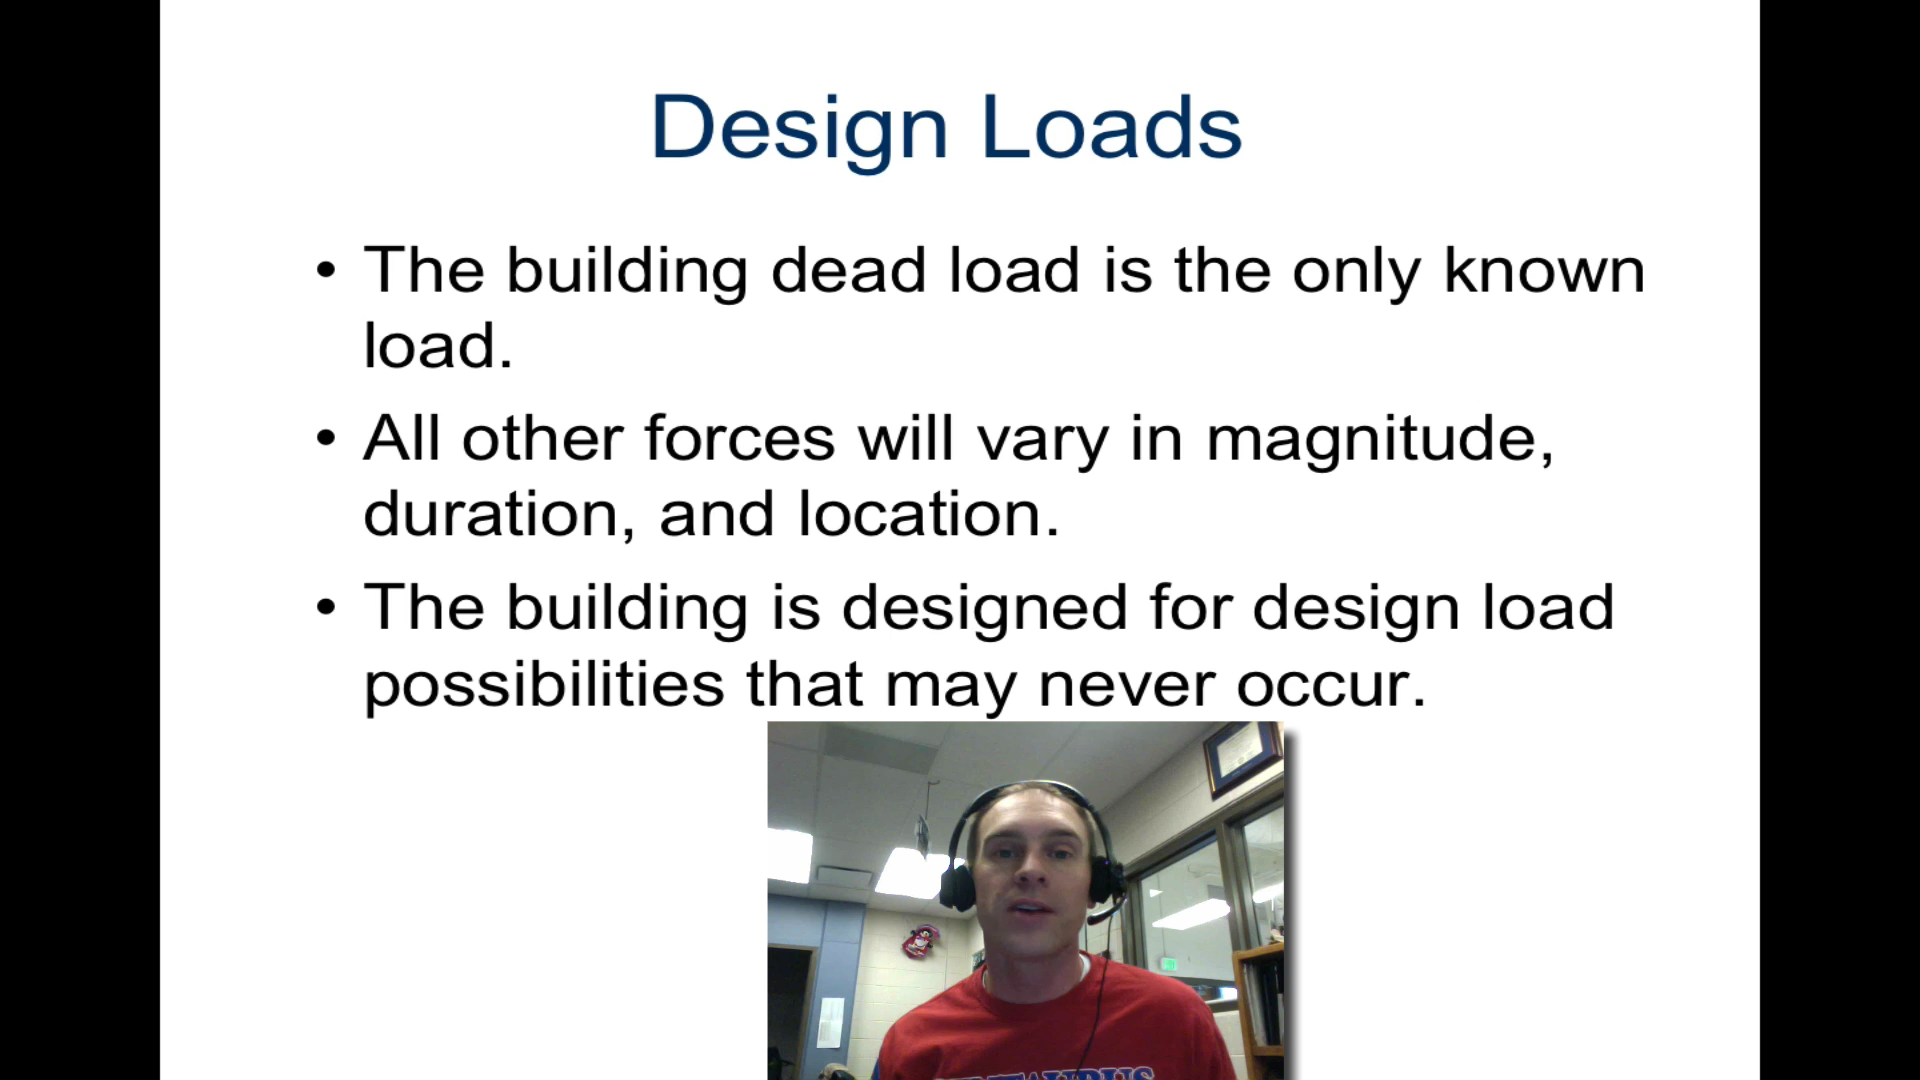 Design Loads
• The building dead load is the only known
load.
• All other forces will vary in magnitude,
duration, and location.
• The building is designed for design load
possibilities that may never occur.